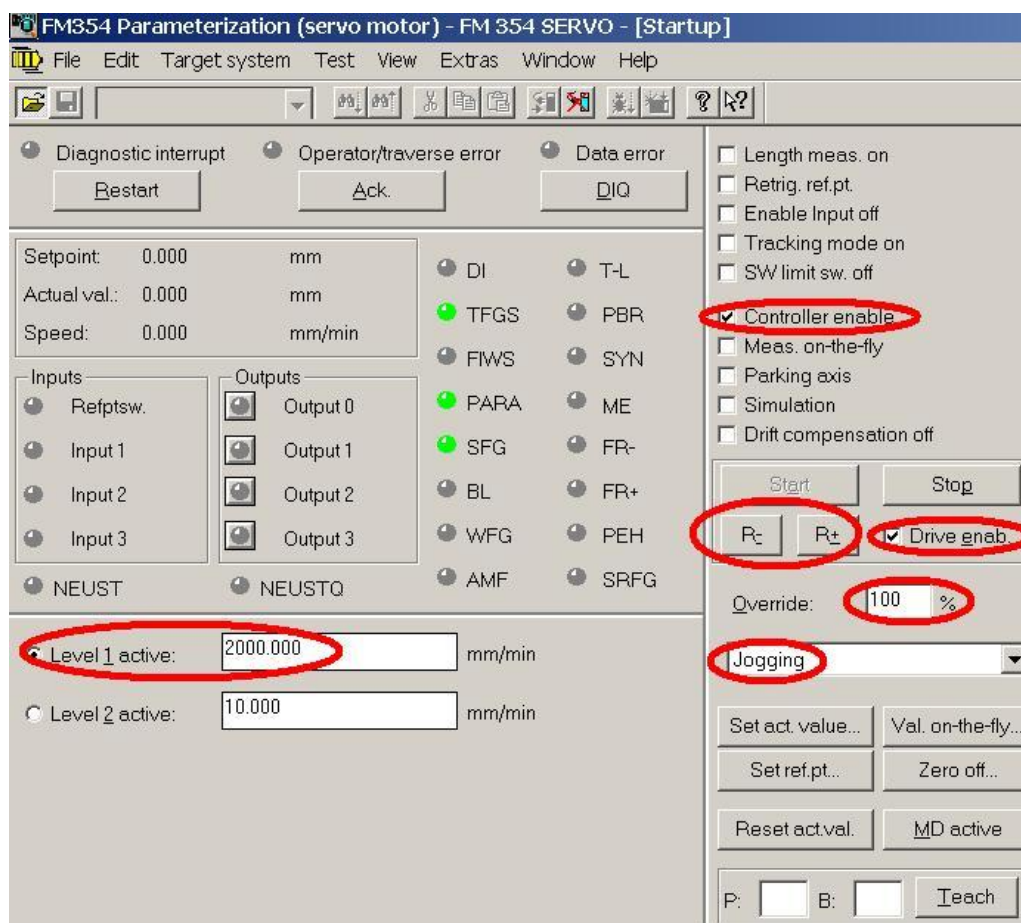 FM354 Parameterization (servo motor) - FM 354 SERVO - [Startup]
File Edit Target system Test View Extras Window Help
Diagnostic interrupt Operator/traverse error Data error
Restart Ack. DIQ
Setpoint: 0.000 mm
Actual val.: 0.000 mm
Speed: 0.000 mm/min
Inputs
Refptsw.
Input 1
Input 2
Input 3
Outputs
Output 0
Output 1
Output 2
Output 3
NEUST NEUSTQ
DI T-L
TFGS PBR
FIWS SYN
PARA ME
SFG FR-
BL FR+
WFG PEH
AMF SRFG
Level 1 active: 2000.000 mm/min
Level 2 active: 10.000 mm/min
Length meas. on
Retrig. ref.pt.
Enable Input off
Tracking mode on
SW limit sw. off
Controller enable
Meas. on-the-fly
Parking axis
Simulation
Drift compensation off
Start Stop
R- R+ Drive enab.
Override: 100 %
Jogging
Set act. value... Val. on-the-fly...
Set ref.pt... Zero off...
Reset act.val. MD active
P: B: Teach